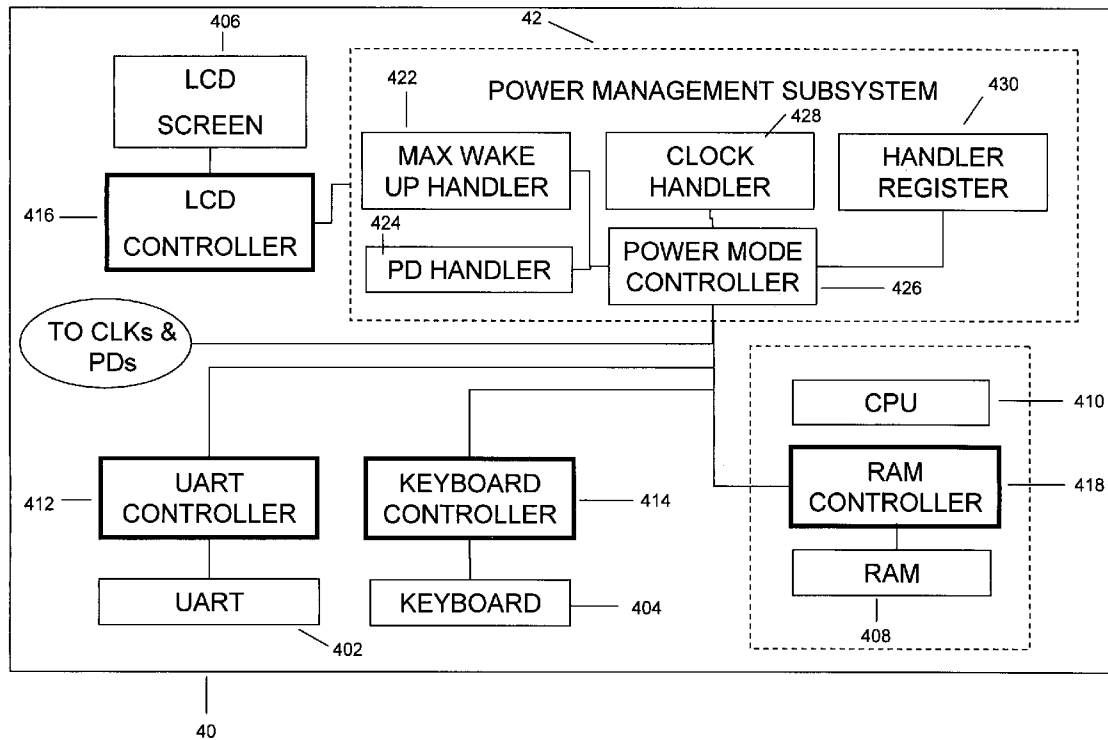 406
42
LCD
SCREEN
422
POWER MANAGEMENT SUBSYSTEM
428
430
MAX WAKE
UP HANDLER
CLOCK
HANDLER
HANDLER
REGISTER
416
LCD
CONTROLLER
424
PD HANDLER
POWER MODE
CONTROLLER
426
TO CLKs &
PDs
CPU
410
412
UART
CONTROLLER
KEYBOARD
CONTROLLER
414
RAM
CONTROLLER
418
UART
KEYBOARD
404
RAM
402
408
40